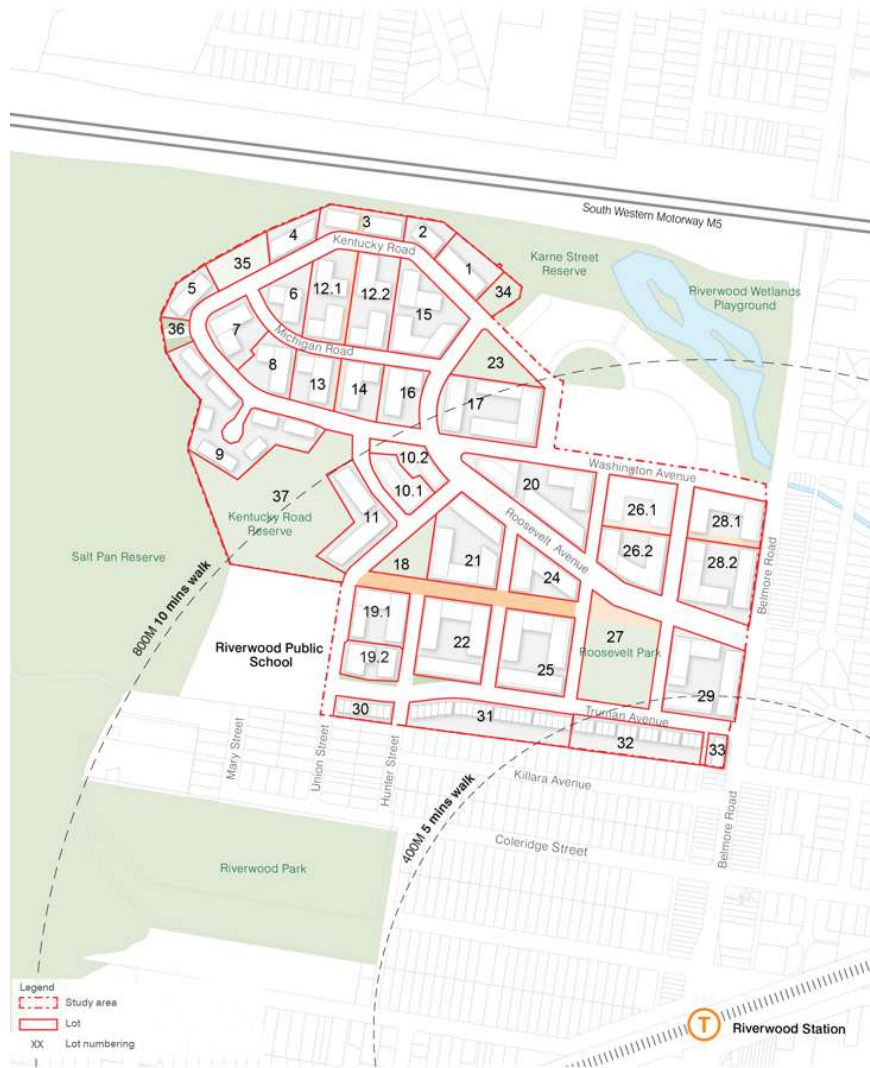 South Western Motorway M5
3
2
4
Kentucky Road
35
1
Karne Street
Reserve
5
34
Riverwood Wetlands
Playground
6
12.1
12.2
15
36
7
Michigan Road
23
8
13
14
16
17
9
10.2
Washington Avenue
10.1
20
37
26.1
28.1
Kentucky Road
Reserve
11
Roosevelt Avenue
26.2
28.2
Belmore Road
Salt Pan Reserve
18
21
24
800M 10 mins walk
19.1
22
25
27
Roosevelt Park
Riverwood Public
School
19.2
29
30
31
Truman Avenue
32
33
Mary Street
Union Street
Hunter Street
Killara Avenue
400M 5 mins walk
Coleridge Street
Belmore Road
Riverwood Park
Legend
Study area
Lot
XX Lot numbering
T
Riverwood Station